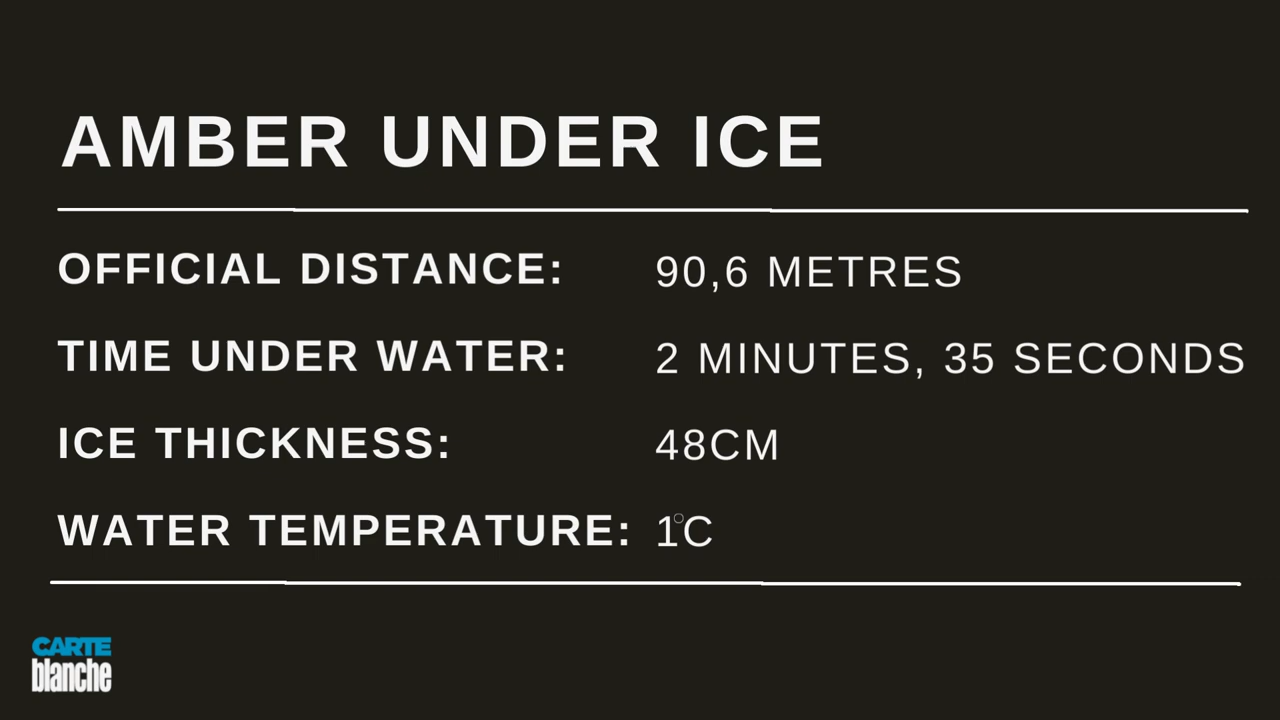 AMBER UNDER ICE
OFFICIAL DISTANCE: 90,6 METRES
TIME UNDER WATER: 2 MINUTES, 35 SECONDS
ICE THICKNESS: 48CM
WATER TEMPERATURE: 1°C
CARTE
blanche